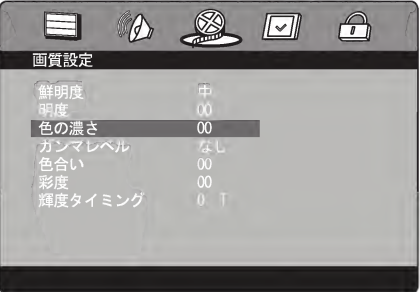 画質設定
鮮明度 中
明度 00
色の濃さ 00
ガンマレベル なし
色合い 00
彩度 00
輝度タイミング 0 T